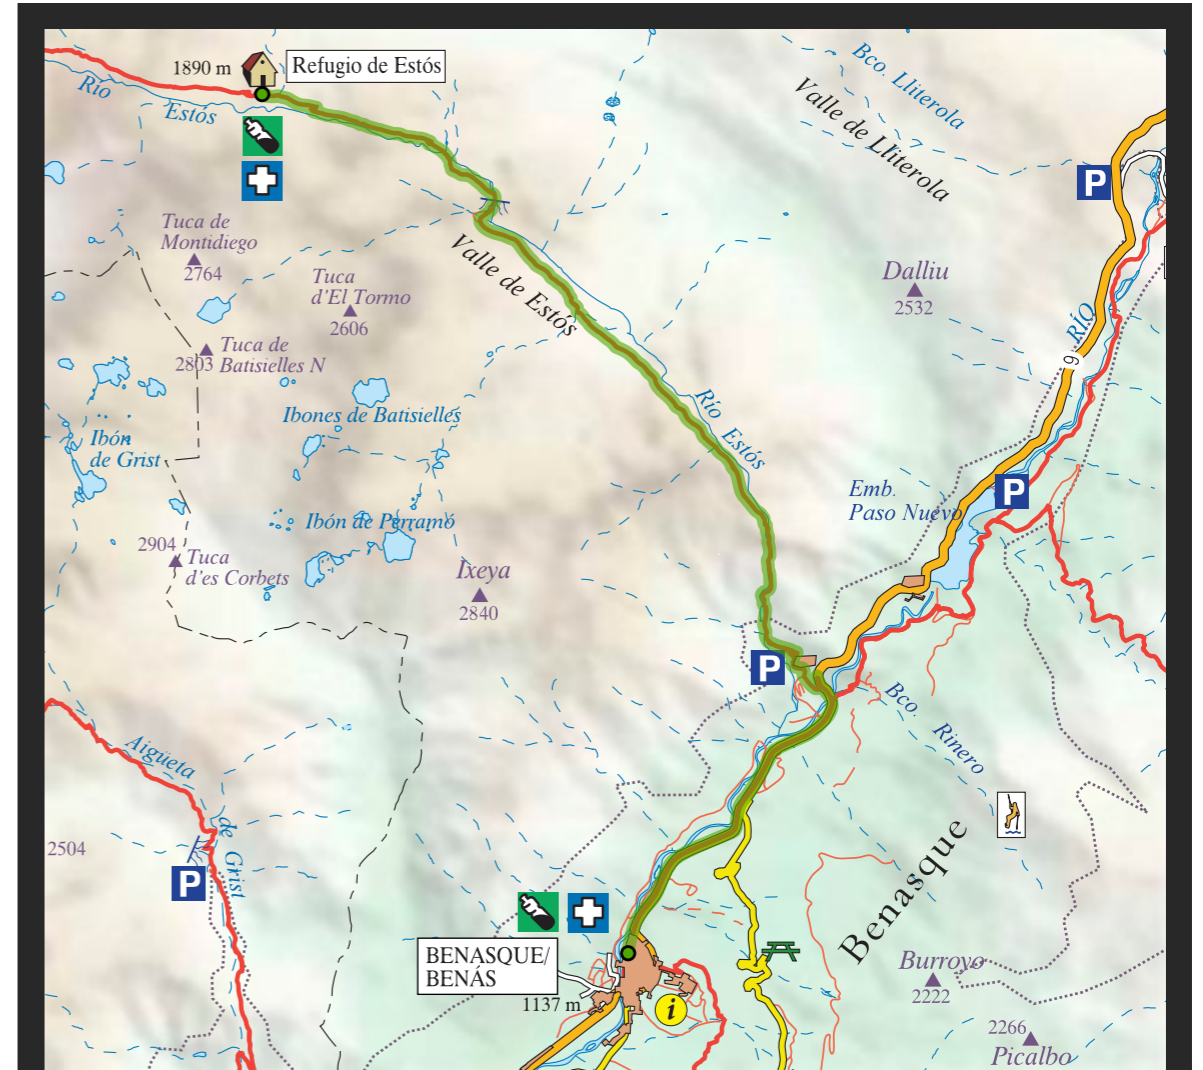 1890 m
Refugio de Estós
Río
Estós
Bco. Lliterola
Valle de Lliterola
P
Tuca de
Montidiego
2764
Tuca
d'El Tormo
2606
Valle de Estós
Dalliu
2532
RÍO
9
Tuca de
2803 Batisielles N
Ibones de Batisielles
Río Estós
Ibón
de Grist
Emb.
Paso Nuevo
P
Ibón de Perramó
2904
Tuca
d'es Corbets
Ixeya
2840
P
Bco. Rinero
Aigüeta
de Grist
2504
P
Benasque
BENASQUE/
BENÁS
1137 m
i
Burroyo
2222
2266
Picalbo